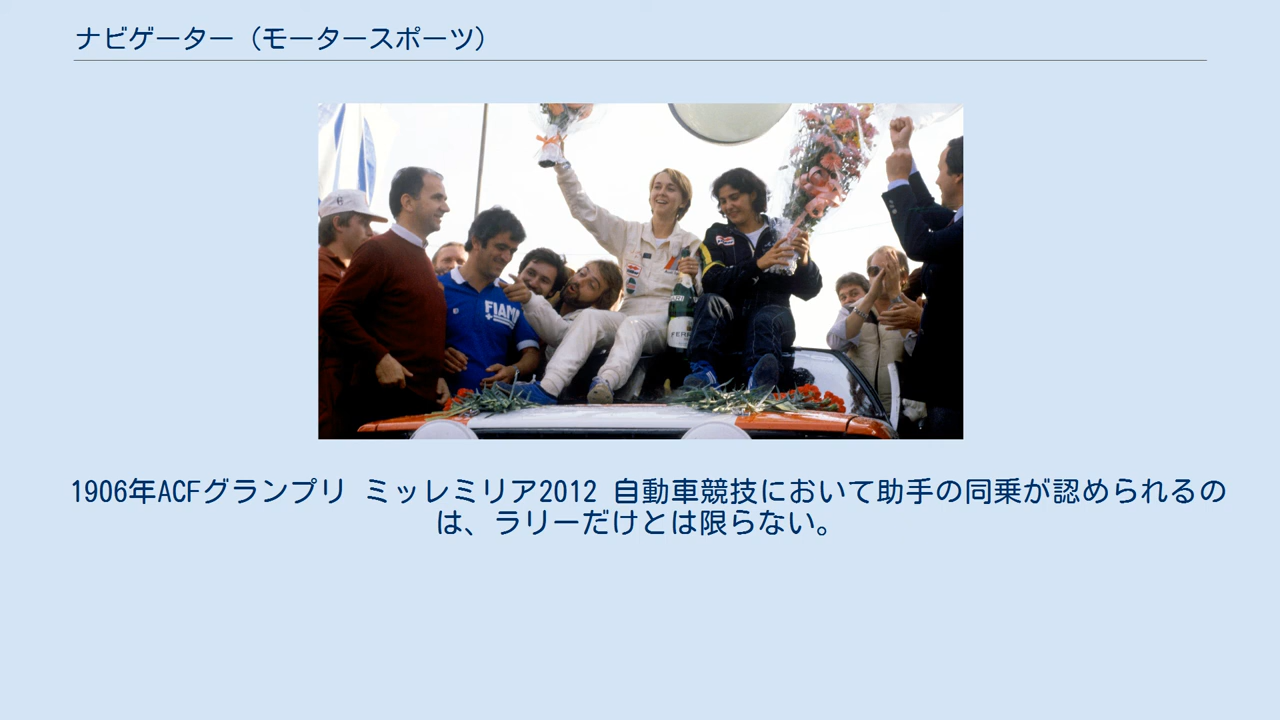 ナビゲーター（モータースポーツ）
FIAMM
FERR
1906年ACFグランプリ ミッレミリア2012 自動車競技において助手の同乗が認められるの
は、ラリーだけとは限らない。